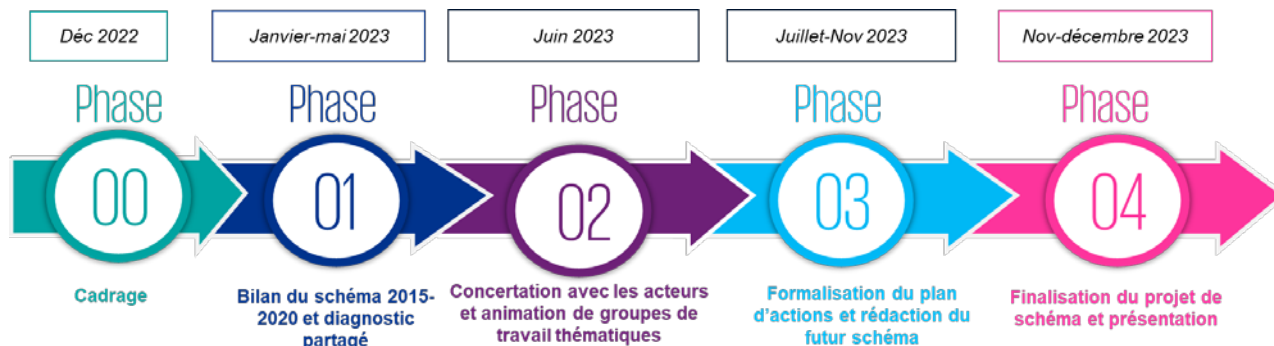 Déc 2022
Janvier-mai 2023
Juin 2023
Juillet-Nov 2023
Nov-décembre 2023
Phase
Phase
Phase
Phase
Phase
00
01
02
03
04
Cadrage
Bilan du schéma 2015-
2020 et diagnostic
partagé
Concertation avec les acteurs
et animation de groupes de
travail thématiques
Formalisation du plan
d'actions et rédaction du
futur schéma
Finalisation du projet de
schéma et présentation